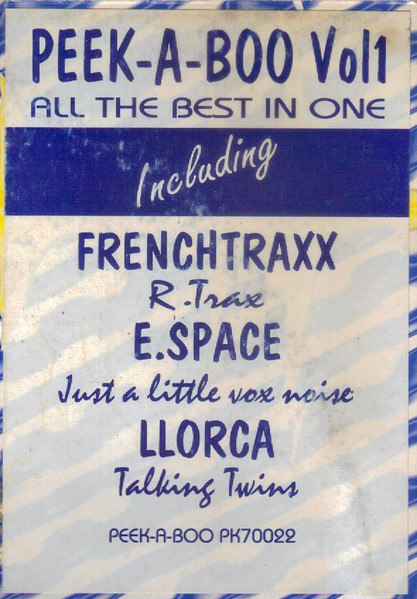 PEEK-A-BOO Vol1
ALL THE BEST IN ONE
Including
FRENCHTRAXX
R.Trax
E.SPACE
Just a little vox noise
LLORCA
Talking Twins
PEEK-A-BOO PK70022